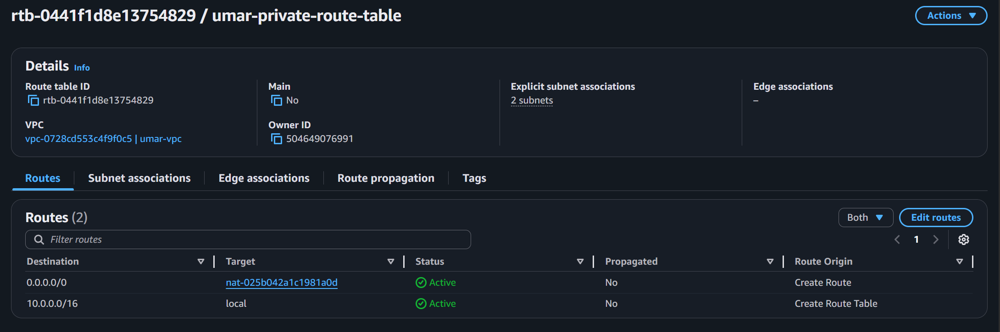 rtb-0441f1d8e13754829 / umar-private-route-table
Actions
Details Info
Route table ID
rtb-0441f1d8e13754829
Main
No
Explicit subnet associations
2 subnets
Edge associations
–
VPC
vpc-0728cd553c4f9f0c5 | umar-vpc
Owner ID
504649076991
Routes Subnet associations Edge associations Route propagation Tags
Routes (2)
Both Edit routes
Filter routes
1
Destination Target Status Propagated Route Origin
0.0.0.0/0 nat-025b042a1c1981a0d Active No Create Route
10.0.0.0/16 local Active No Create Route Table